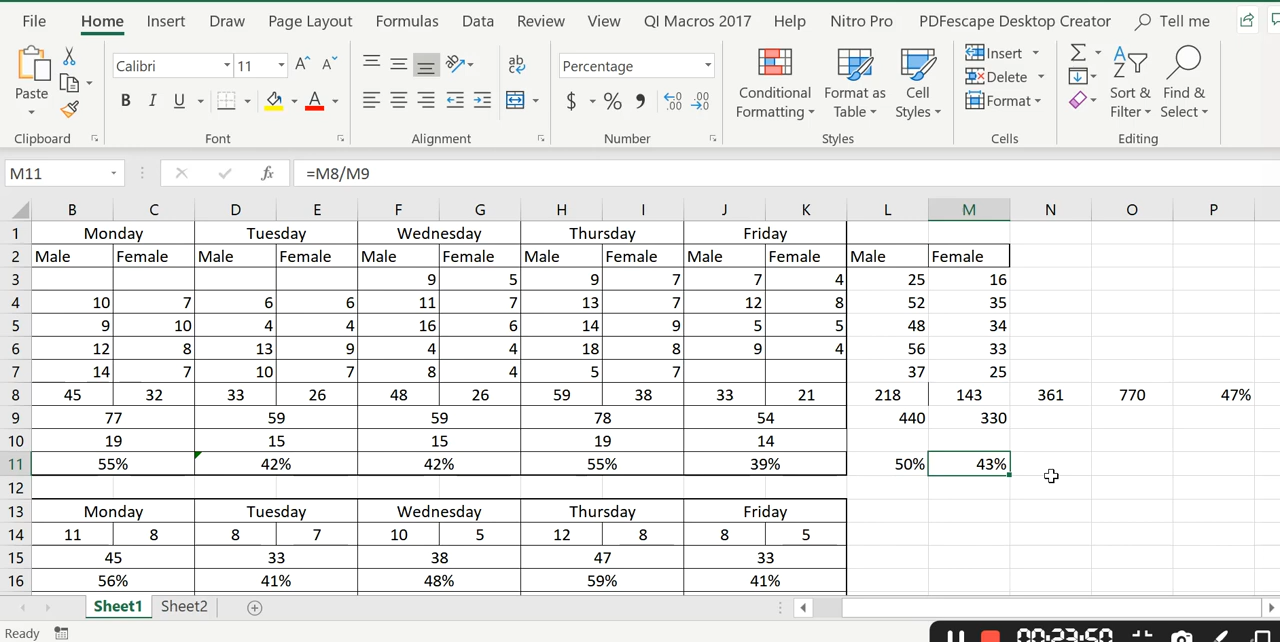 File Home Insert Draw Page Layout Formulas Data Review View QI Macros 2017 Help Nitro Pro PDFescape Desktop Creator Tell me
Paste Calibri 11 A^ A˅ ab Percentage Conditional Formatting Format as Table Cell Styles Insert Delete Format Σ A Z Sort & Filter Find & Select
B I U A $ % , .00
Clipboard Font Alignment Number Styles Cells Editing
M11 fx =M8/M9
B C D E F G H I J K L M N O P
1 Monday Tuesday Wednesday Thursday Friday
2 Male Female Male Female Male Female Male Female Male Female Male Female
3 9 5 9 7 7 4 25 16
4 10 7 6 6 11 7 13 7 12 8 52 35
5 9 10 4 4 16 6 14 9 5 5 48 34
6 12 8 13 9 4 4 18 8 9 4 56 33
7 14 7 10 7 8 4 5 7 37 25
8 45 32 33 26 48 26 59 38 33 21 218 143 361 770 47%
9 77 59 59 78 54 440 330
10 19 15 15 19 14
11 55% 42% 42% 55% 39% 50% 43%
12
13 Monday Tuesday Wednesday Thursday Friday
14 11 8 8 7 10 5 12 8 8 5
15 45 33 38 47 33
16 56% 41% 48% 59% 41%
Sheet1 Sheet2
Ready 00:23:50